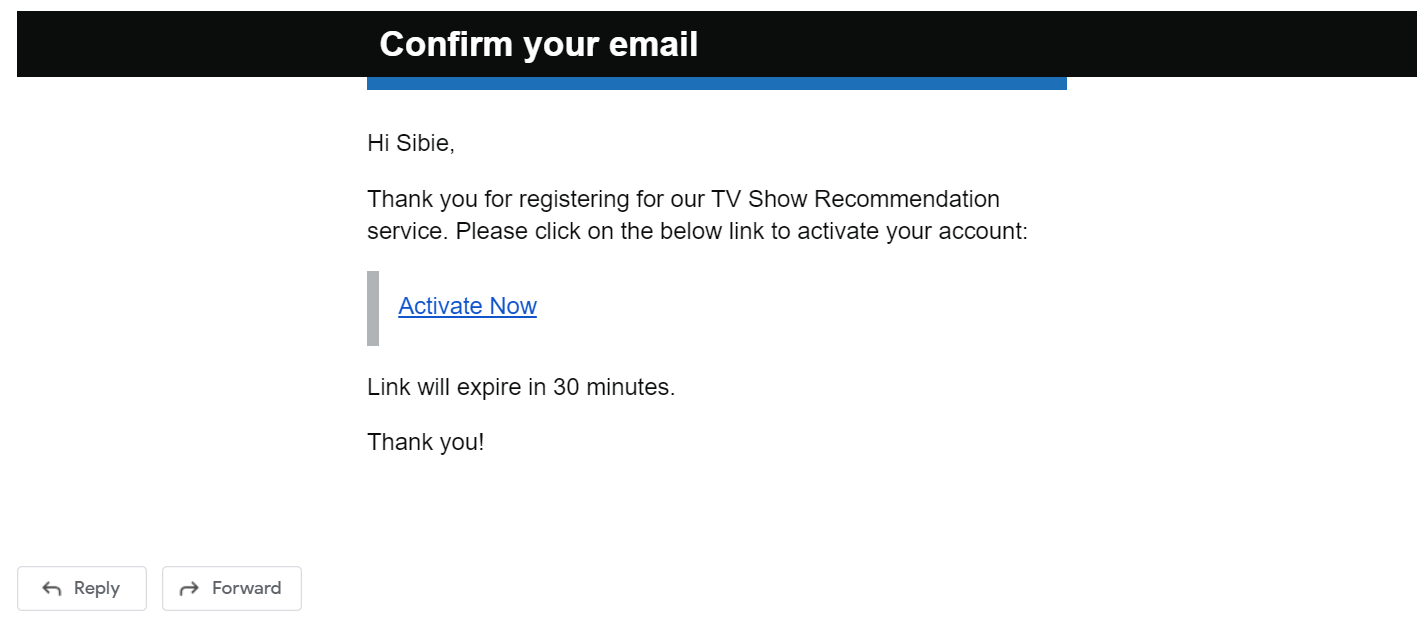 Confirm your email
Hi Sibie,
Thank you for registering for our TV Show Recommendation
service. Please click on the below link to activate your account:
Activate Now
Link will expire in 30 minutes.
Thank you!
Reply
Forward